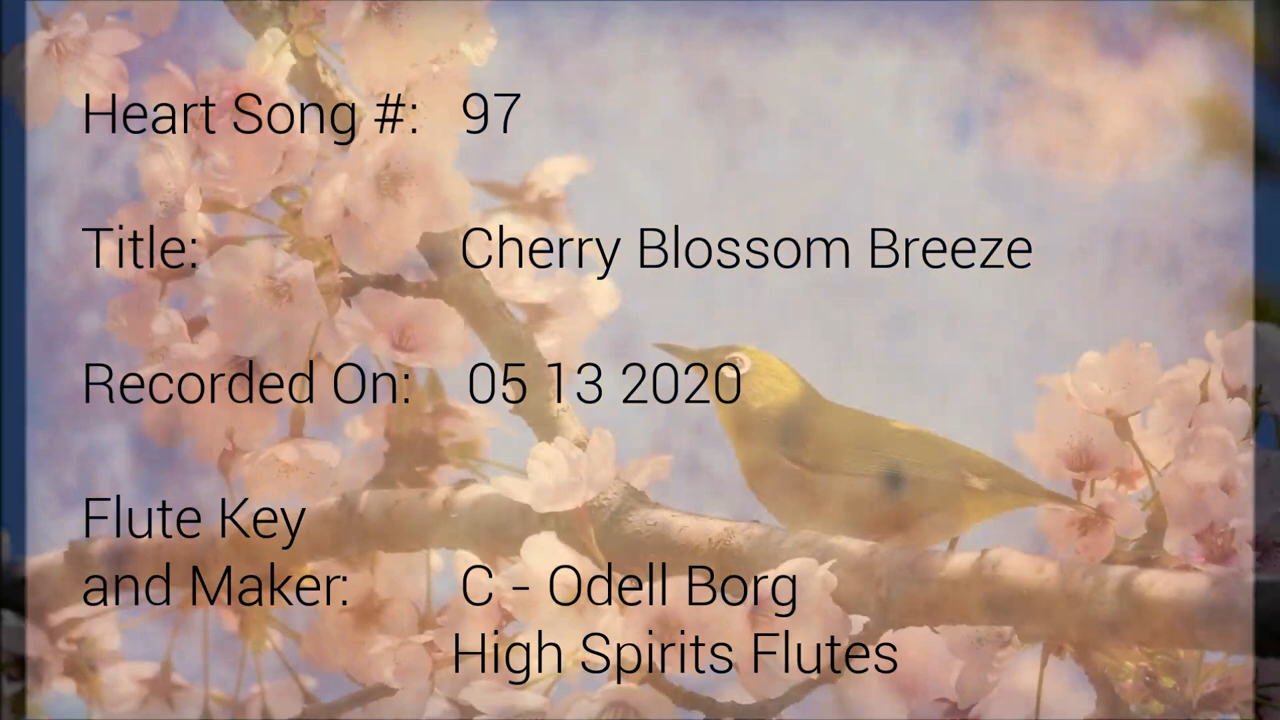 Heart Song #: 97
Title: Cherry Blossom Breeze
Recorded On: 05 13 2020
Flute Key
and Maker: C - Odell Borg
High Spirits Flutes